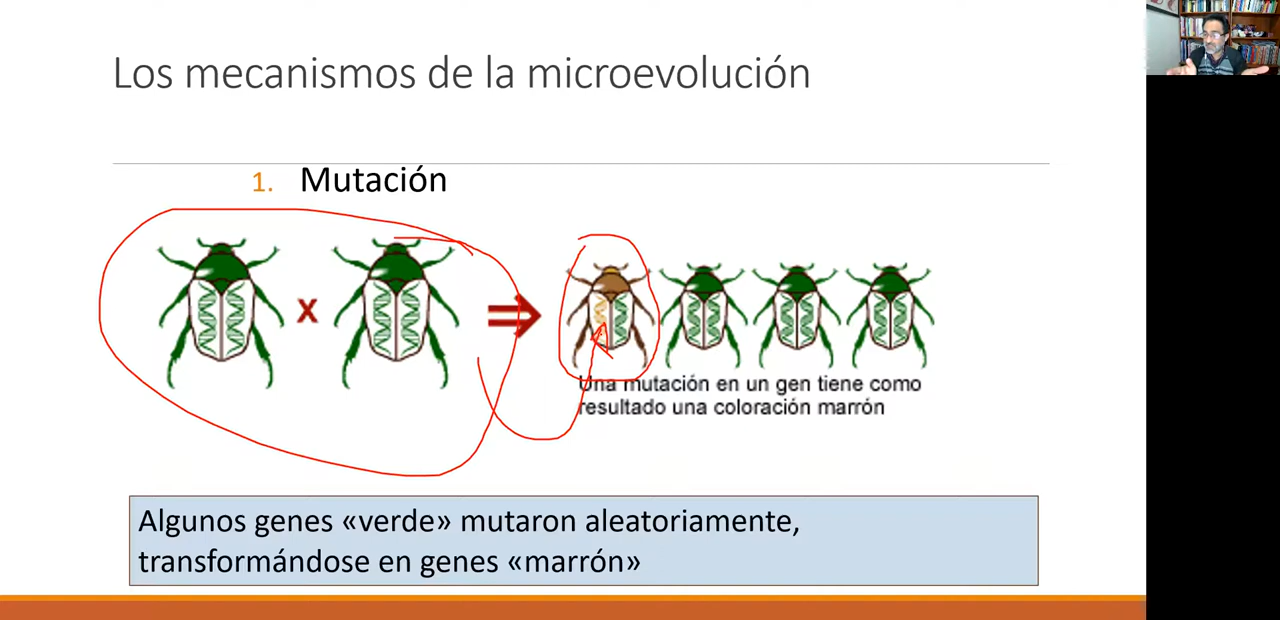 Los mecanismos de la microevolución
1. Mutación
x
Una mutación en un gen tiene como
resultado una coloración marrón
Algunos genes «verde» mutaron aleatoriamente,
transformándose en genes «marrón»